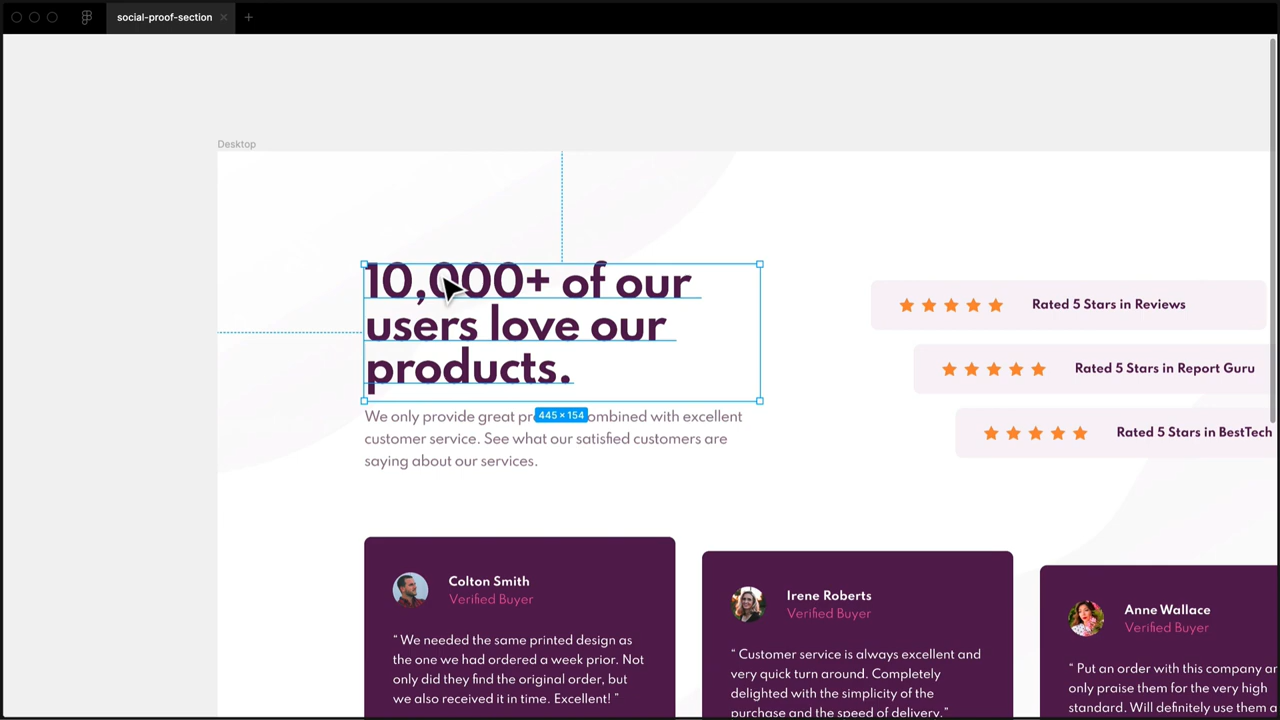 social-proof-section
Desktop
10,000+ of our
users love our
products.
We only provide great pr ombined with excellent
customer service. See what our satisfied customers are
saying about our services.
445 × 154
Rated 5 Stars in Reviews
Rated 5 Stars in Report Guru
Rated 5 Stars in BestTech
Colton Smith
Verified Buyer
“ We needed the same printed design as
the one we had ordered a week prior. Not
only did they find the original order, but
we also received it in time. Excellent! ”
Irene Roberts
Verified Buyer
“ Customer service is always excellent and
very quick turn around. Completely
delighted with the simplicity of the
purchase and the speed of delivery.”
Anne Wallace
Verified Buyer
“ Put an order with this company an
only praise them for the very high
standard. Will definitely use them a